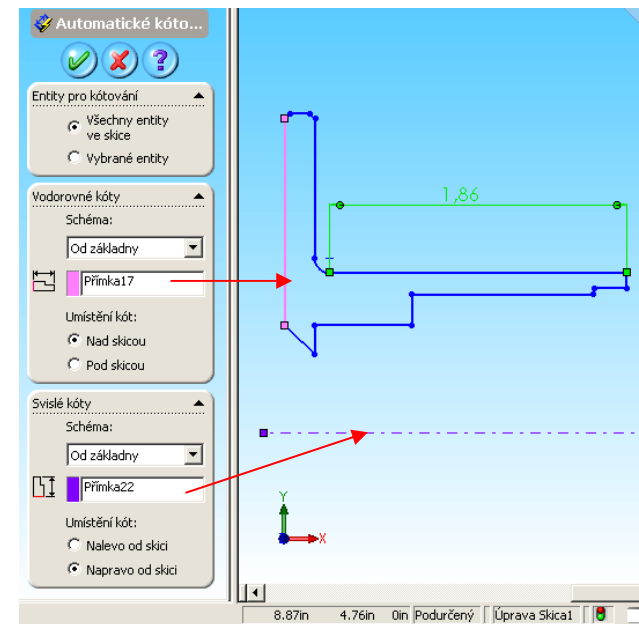 Automatické kóto...
?
Entity pro kótování
Všechny entity
ve skice
Vybrané entity
Vodorovné kóty
Schéma:
Od základny
Přímka17
Umístění kót:
Nad skicou
Pod skicou
Svislé kóty
Schéma:
Od základny
Přímka22
Umístění kót:
Nalevo od skici
Napravo od skici
1,86
Y
X
8.87in 4.76in 0in Podurčený Úprava Skica1